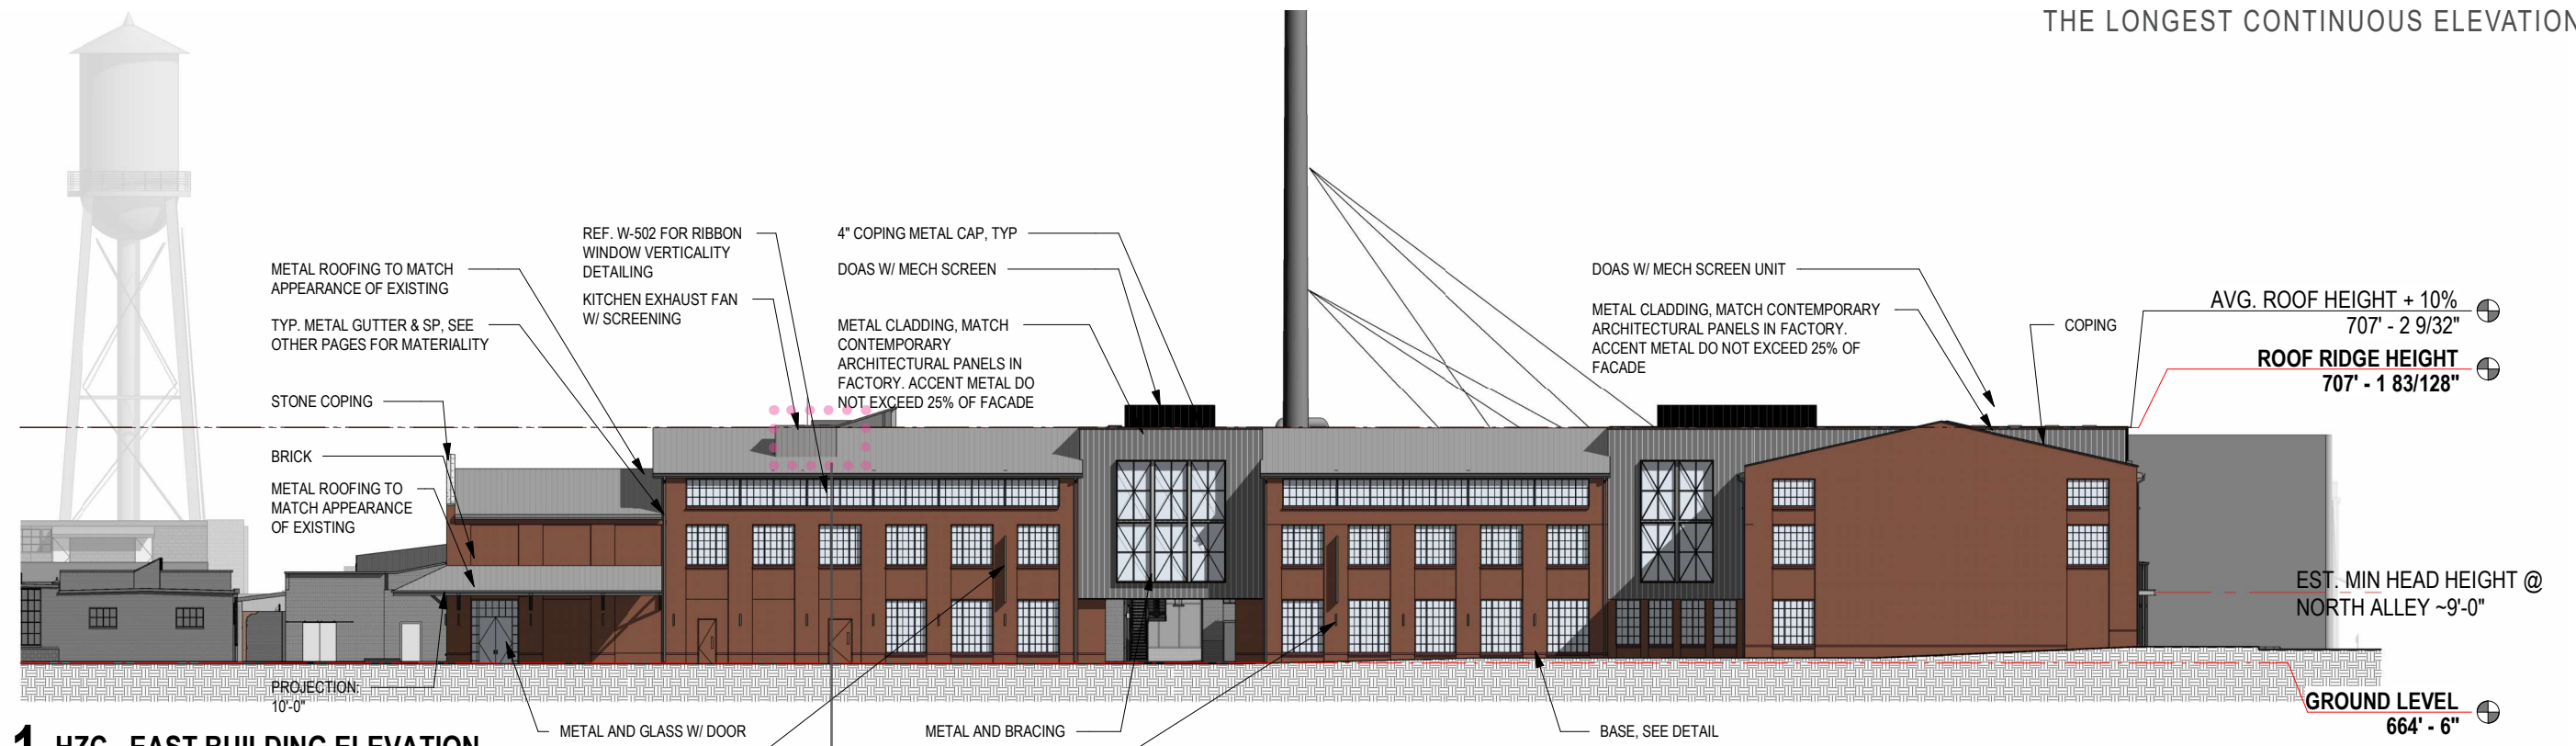 THE LONGEST CONTINUOUS ELEVATION
REF. W-502 FOR RIBBON
WINDOW VERTICALITY
DETAILING
4" COPING METAL CAP, TYP
METAL ROOFING TO MATCH
APPEARANCE OF EXISTING
DOAS W/ MECH SCREEN
DOAS W/ MECH SCREEN UNIT
KITCHEN EXHAUST FAN
W/ SCREENING
METAL CLADDING, MATCH CONTEMPORARY
ARCHITECTURAL PANELS IN FACTORY.
ACCENT METAL DO NOT EXCEED 25% OF
FACADE
AVG. ROOF HEIGHT + 10%
707' - 2 9/32"
TYP. METAL GUTTER & SP, SEE
OTHER PAGES FOR MATERIALITY
METAL CLADDING, MATCH
CONTEMPORARY
ARCHITECTURAL PANELS IN
FACTORY. ACCENT METAL DO
NOT EXCEED 25% OF FACADE
COPING
ROOF RIDGE HEIGHT
707' - 1 83/128"
STONE COPING
BRICK
METAL ROOFING TO
MATCH APPEARANCE
OF EXISTING
EST. MIN HEAD HEIGHT @
NORTH ALLEY ~9'-0"
PROJECTION:
10'-0"
GROUND LEVEL
664' - 6"
METAL AND GLASS W/ DOOR
METAL AND BRACING
BASE, SEE DETAIL
1 HZC - EAST BUILDING ELEVATION